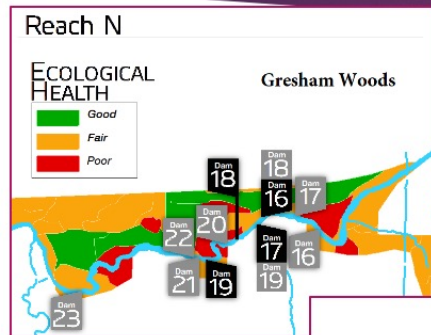 Reach N
ECOLOGICAL
HEALTH
Gresham Woods
Good
Fair
Poor
Dam
18
Dam
18
Dam
16
Dam
17
Dam
20
Dam
22
Dam
17
Dam
16
Dam
21
Dam
19
Dam
19
Dam
23